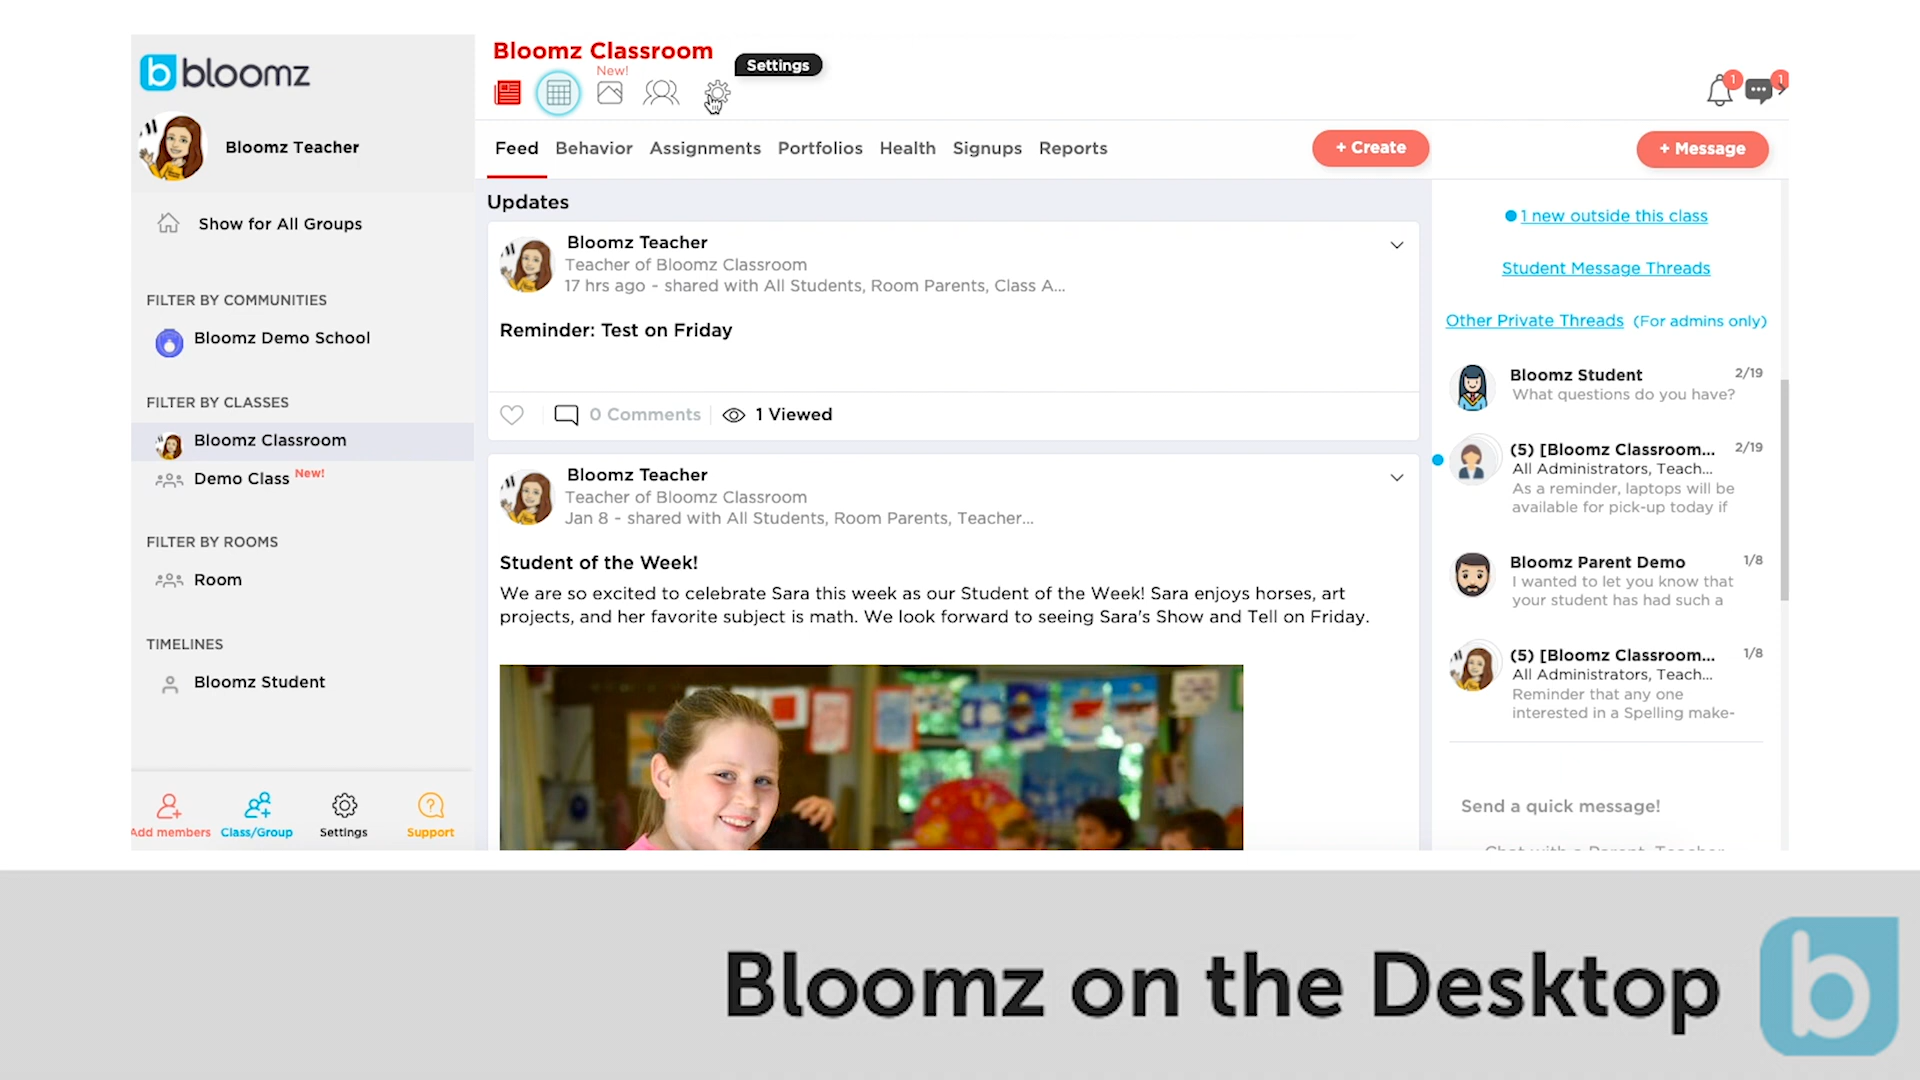 bloomz
Bloomz Teacher
Show for All Groups
FILTER BY COMMUNITIES
Bloomz Demo School
FILTER BY CLASSES
Bloomz Classroom
Demo Class New!
FILTER BY ROOMS
Room
TIMELINES
Bloomz Student
Add members
Class/Group
Settings
Support
Bloomz Classroom
New!
Settings
Feed Behavior Assignments Portfolios Health Signups Reports
+ Create
Updates
Bloomz Teacher
Teacher of Bloomz Classroom
17 hrs ago - shared with All Students, Room Parents, Class A...
Reminder: Test on Friday
0 Comments
1 Viewed
Bloomz Teacher
Teacher of Bloomz Classroom
Jan 8 - shared with All Students, Room Parents, Teacher...
Student of the Week!
We are so excited to celebrate Sara this week as our Student of the Week! Sara enjoys horses, art
projects, and her favorite subject is math. We look forward to seeing Sara's Show and Tell on Friday.
1
1
+ Message
1 new outside this class
Student Message Threads
Other Private Threads (For admins only)
Bloomz Student 2/19
What questions do you have?
(5) [Bloomz Classroom... 2/19
All Administrators, Teach...
As a reminder, laptops will be
available for pick-up today if
Bloomz Parent Demo 1/8
I wanted to let you know that
your student has had such a
(5) [Bloomz Classroom... 1/8
All Administrators, Teach...
Reminder that any one
interested in a Spelling make-
Send a quick message!
Chat with a Parent, Teacher
Bloomz on the Desktop